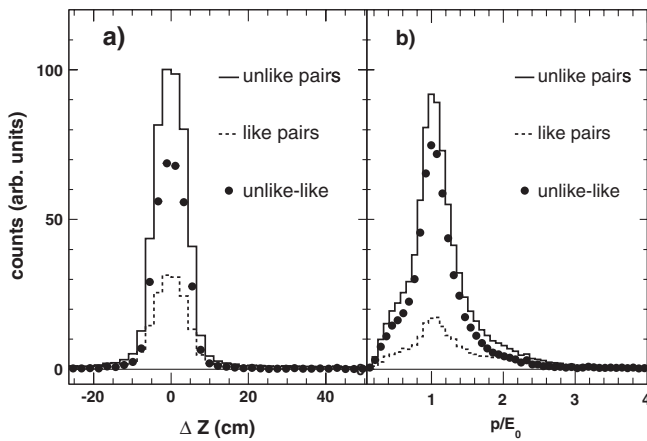 a)
unlike pairs
like pairs
unlike-like
b)
unlike pairs
like pairs
unlike-like
counts (arb. units)
100
50
0
-20 0 20 40
0 1 2 3 4
Δ Z (cm)
p/E0